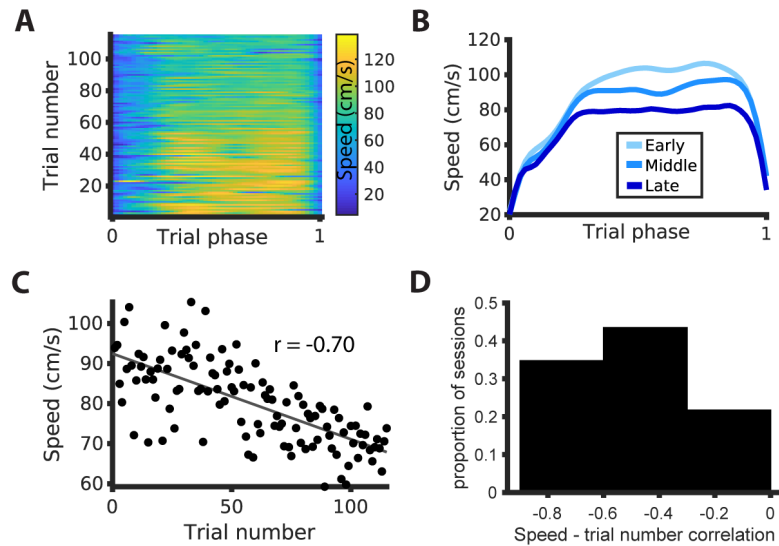 A
Trial number
100
80
60
40
20
0
Trial phase
1
Speed (cm/s)
120
100
80
60
40
20
B
Speed (cm/s)
120
100
80
60
40
20
Early
Middle
Late
0
Trial phase
1
C
Speed (cm/s)
100
90
80
70
60
r = -0.70
0
50
100
Trial number
D
proportion of sessions
0.5
0.4
0.3
0.2
0.1
0
-0.8
-0.6
-0.4
-0.2
0
Speed - trial number correlation